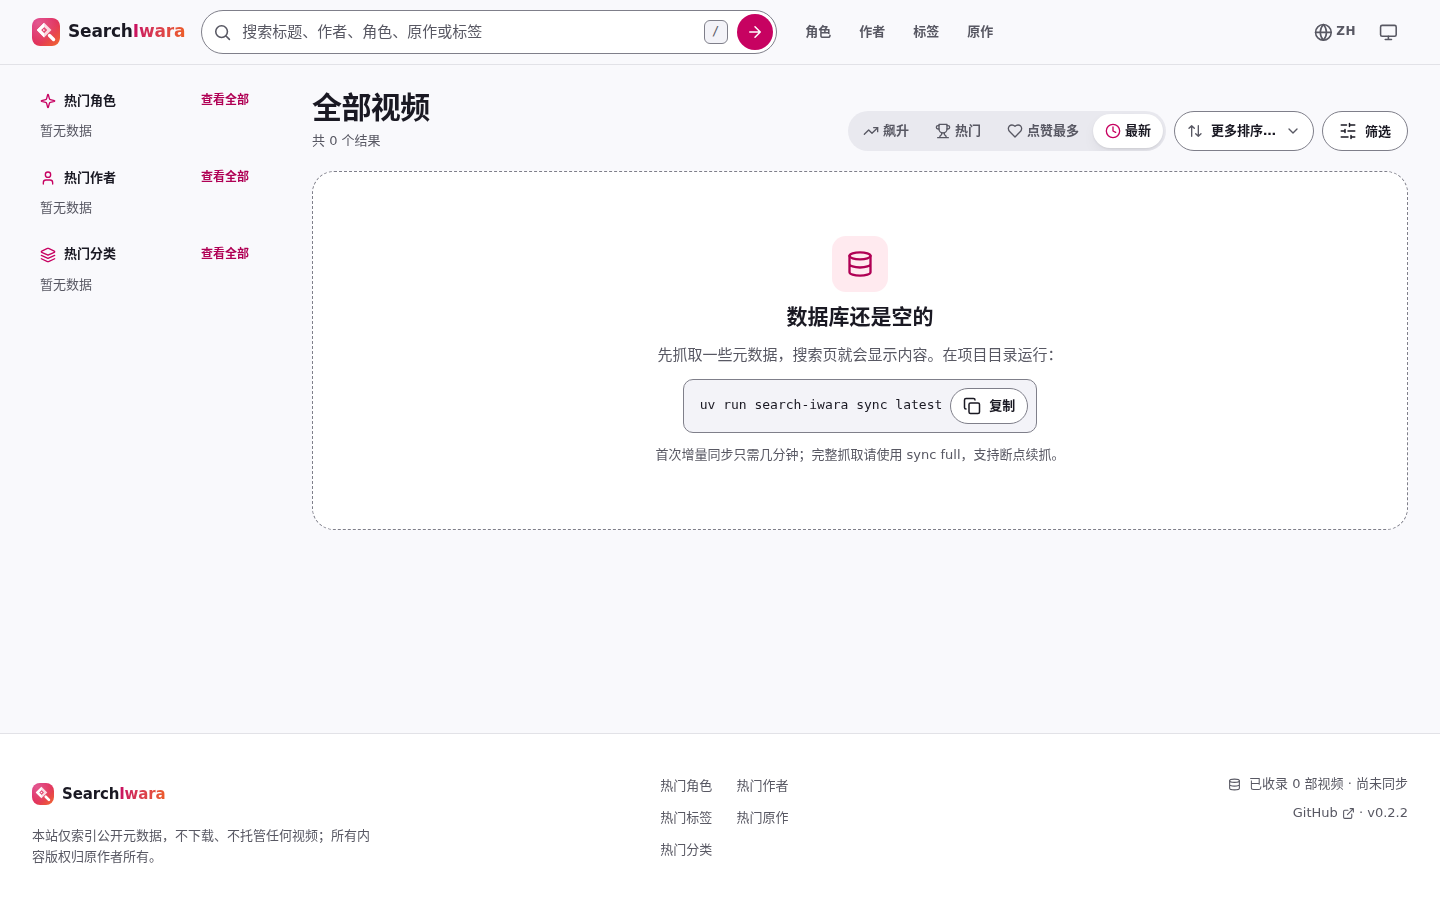 SearchIwara
搜索标题、作者、角色、原作或标签
/
角色 作者 标签 原作
ZH
热门角色 查看全部
暂无数据
热门作者 查看全部
暂无数据
热门分类 查看全部
暂无数据
全部视频
共 0 个结果
飙升 热门 点赞最多 最新 更多排序... 筛选
数据库还是空的
先抓取一些元数据，搜索页就会显示内容。在项目目录运行：
uv run search-iwara sync latest 复制
首次增量同步只需几分钟；完整抓取请使用 sync full，支持断点续抓。
SearchIwara
本站仅索引公开元数据，不下载、不托管任何视频；所有内
容版权归原作者所有。
热门角色 热门作者
热门标签 热门原作
热门分类
已收录 0 部视频 · 尚未同步
GitHub · v0.2.2